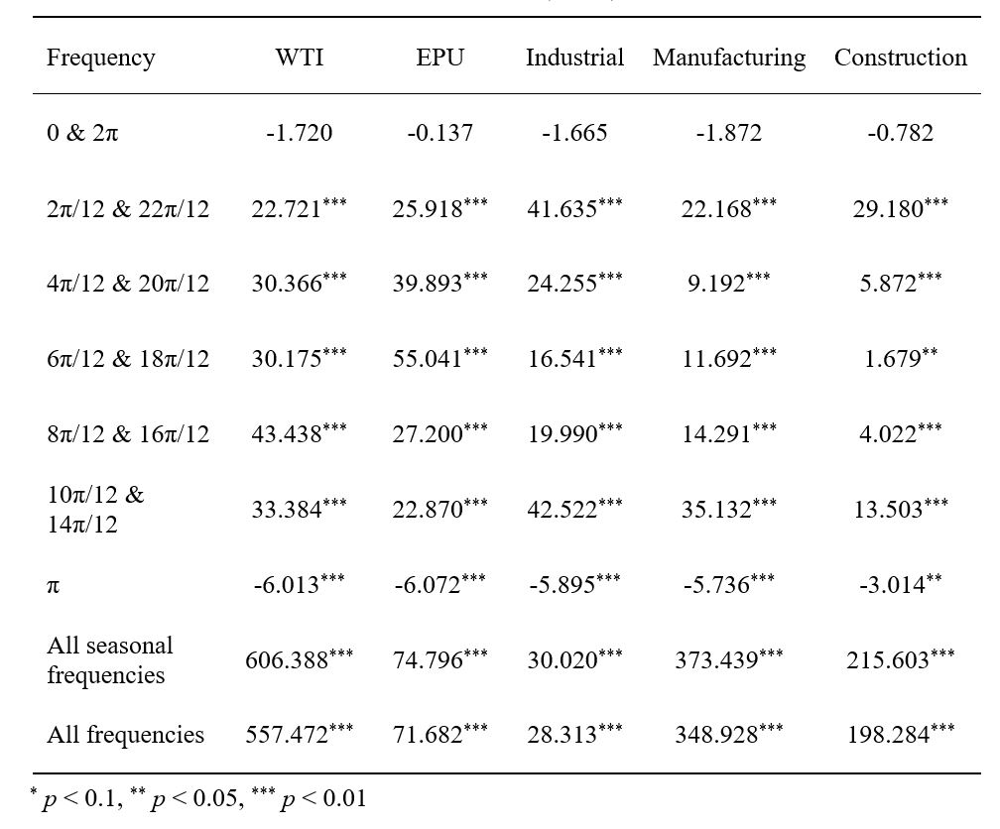 Frequency WTI EPU Industrial Manufacturing Construction
0 & 2π -1.720 -0.137 -1.665 -1.872 -0.782
2π/12 & 22π/12 22.721*** 25.918*** 41.635*** 22.168*** 29.180***
4π/12 & 20π/12 30.366*** 39.893*** 24.255*** 9.192*** 5.872***
6π/12 & 18π/12 30.175*** 55.041*** 16.541*** 11.692*** 1.679**
8π/12 & 16π/12 43.438*** 27.200*** 19.990*** 14.291*** 4.022***
10π/12 &
14π/12 33.384*** 22.870*** 42.522*** 35.132*** 13.503***
π -6.013*** -6.072*** -5.895*** -5.736*** -3.014**
All seasonal
frequencies 606.388*** 74.796*** 30.020*** 373.439*** 215.603***
All frequencies 557.472*** 71.682*** 28.313*** 348.928*** 198.284***
* p < 0.1, ** p < 0.05, *** p < 0.01